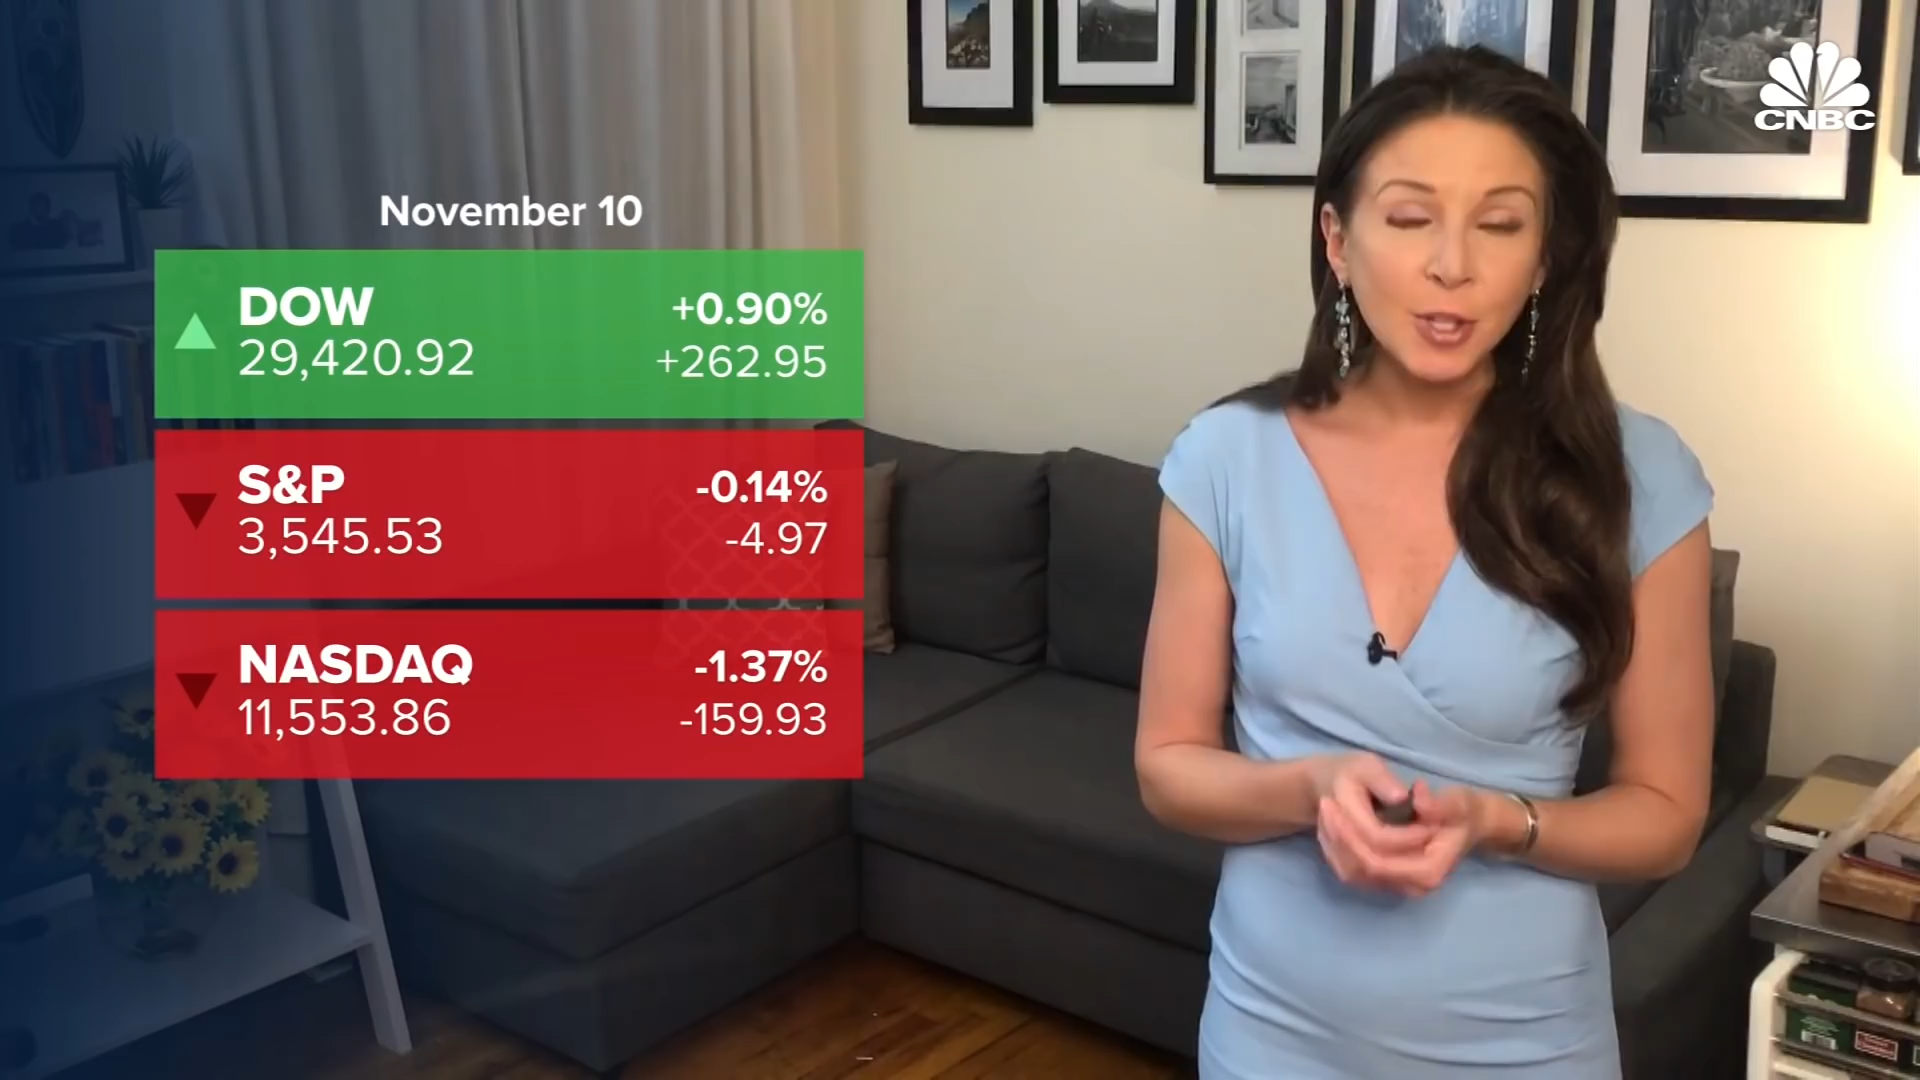 CNBC
November 10
DOW
+0.90%
29,420.92
+262.95
S&P
-0.14%
3,545.53
-4.97
NASDAQ
-1.37%
11,553.86
-159.93